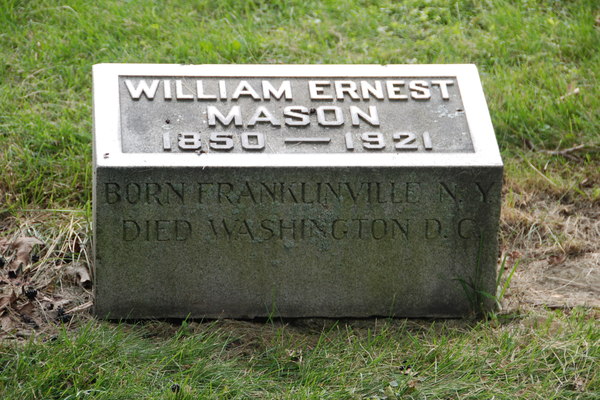 WILLIAM ERNEST
MASON
1850 — 1921
BORN FRANKLINVILLE N. Y.
DIED WASHINGTON D. C.